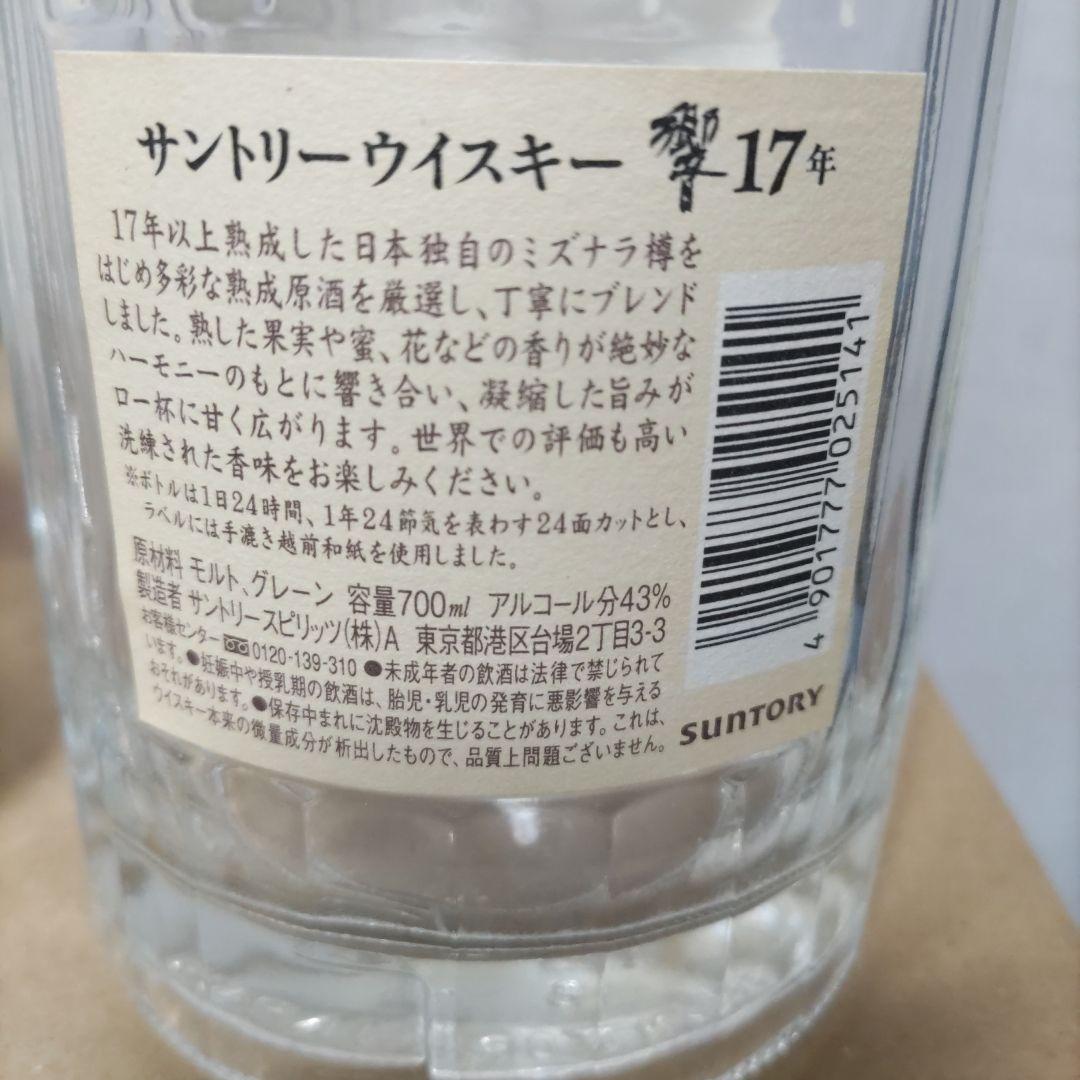 サントリーウイスキー 響 17年
17年以上熟成した日本独自のミズナラ樽を
はじめ多彩な熟成原酒を厳選し、丁寧にブレンド
しました。熟した果実や蜜、花などの香りが絶妙な
ハーモニーのもとに響き合い、凝縮した旨みが
口一杯に甘く広がります。世界での評価も高い
洗練された香味をお楽しみください。
※ボトルは1日24時間、1年24節気を表わす24面カットとし、
ラベルには手漉き越前和紙を使用しました。
原材料 モルト、グレーン 容量700ml アルコール分43%
製造者 サントリースピリッツ(株)A 東京都港区台場2丁目3-3
お客様センター 0120-139-310 ●未成年者の飲酒は法律で禁じられて
います。●妊娠中や授乳期の飲酒は、胎児・乳児の発育に悪影響を与える
おそれがあります。●保存中まれに沈殿物を生じることがあります。これは、
ウイスキー本来の微量成分が析出したもので、品質上問題ございません。
4 901777 025141
SUNTORY